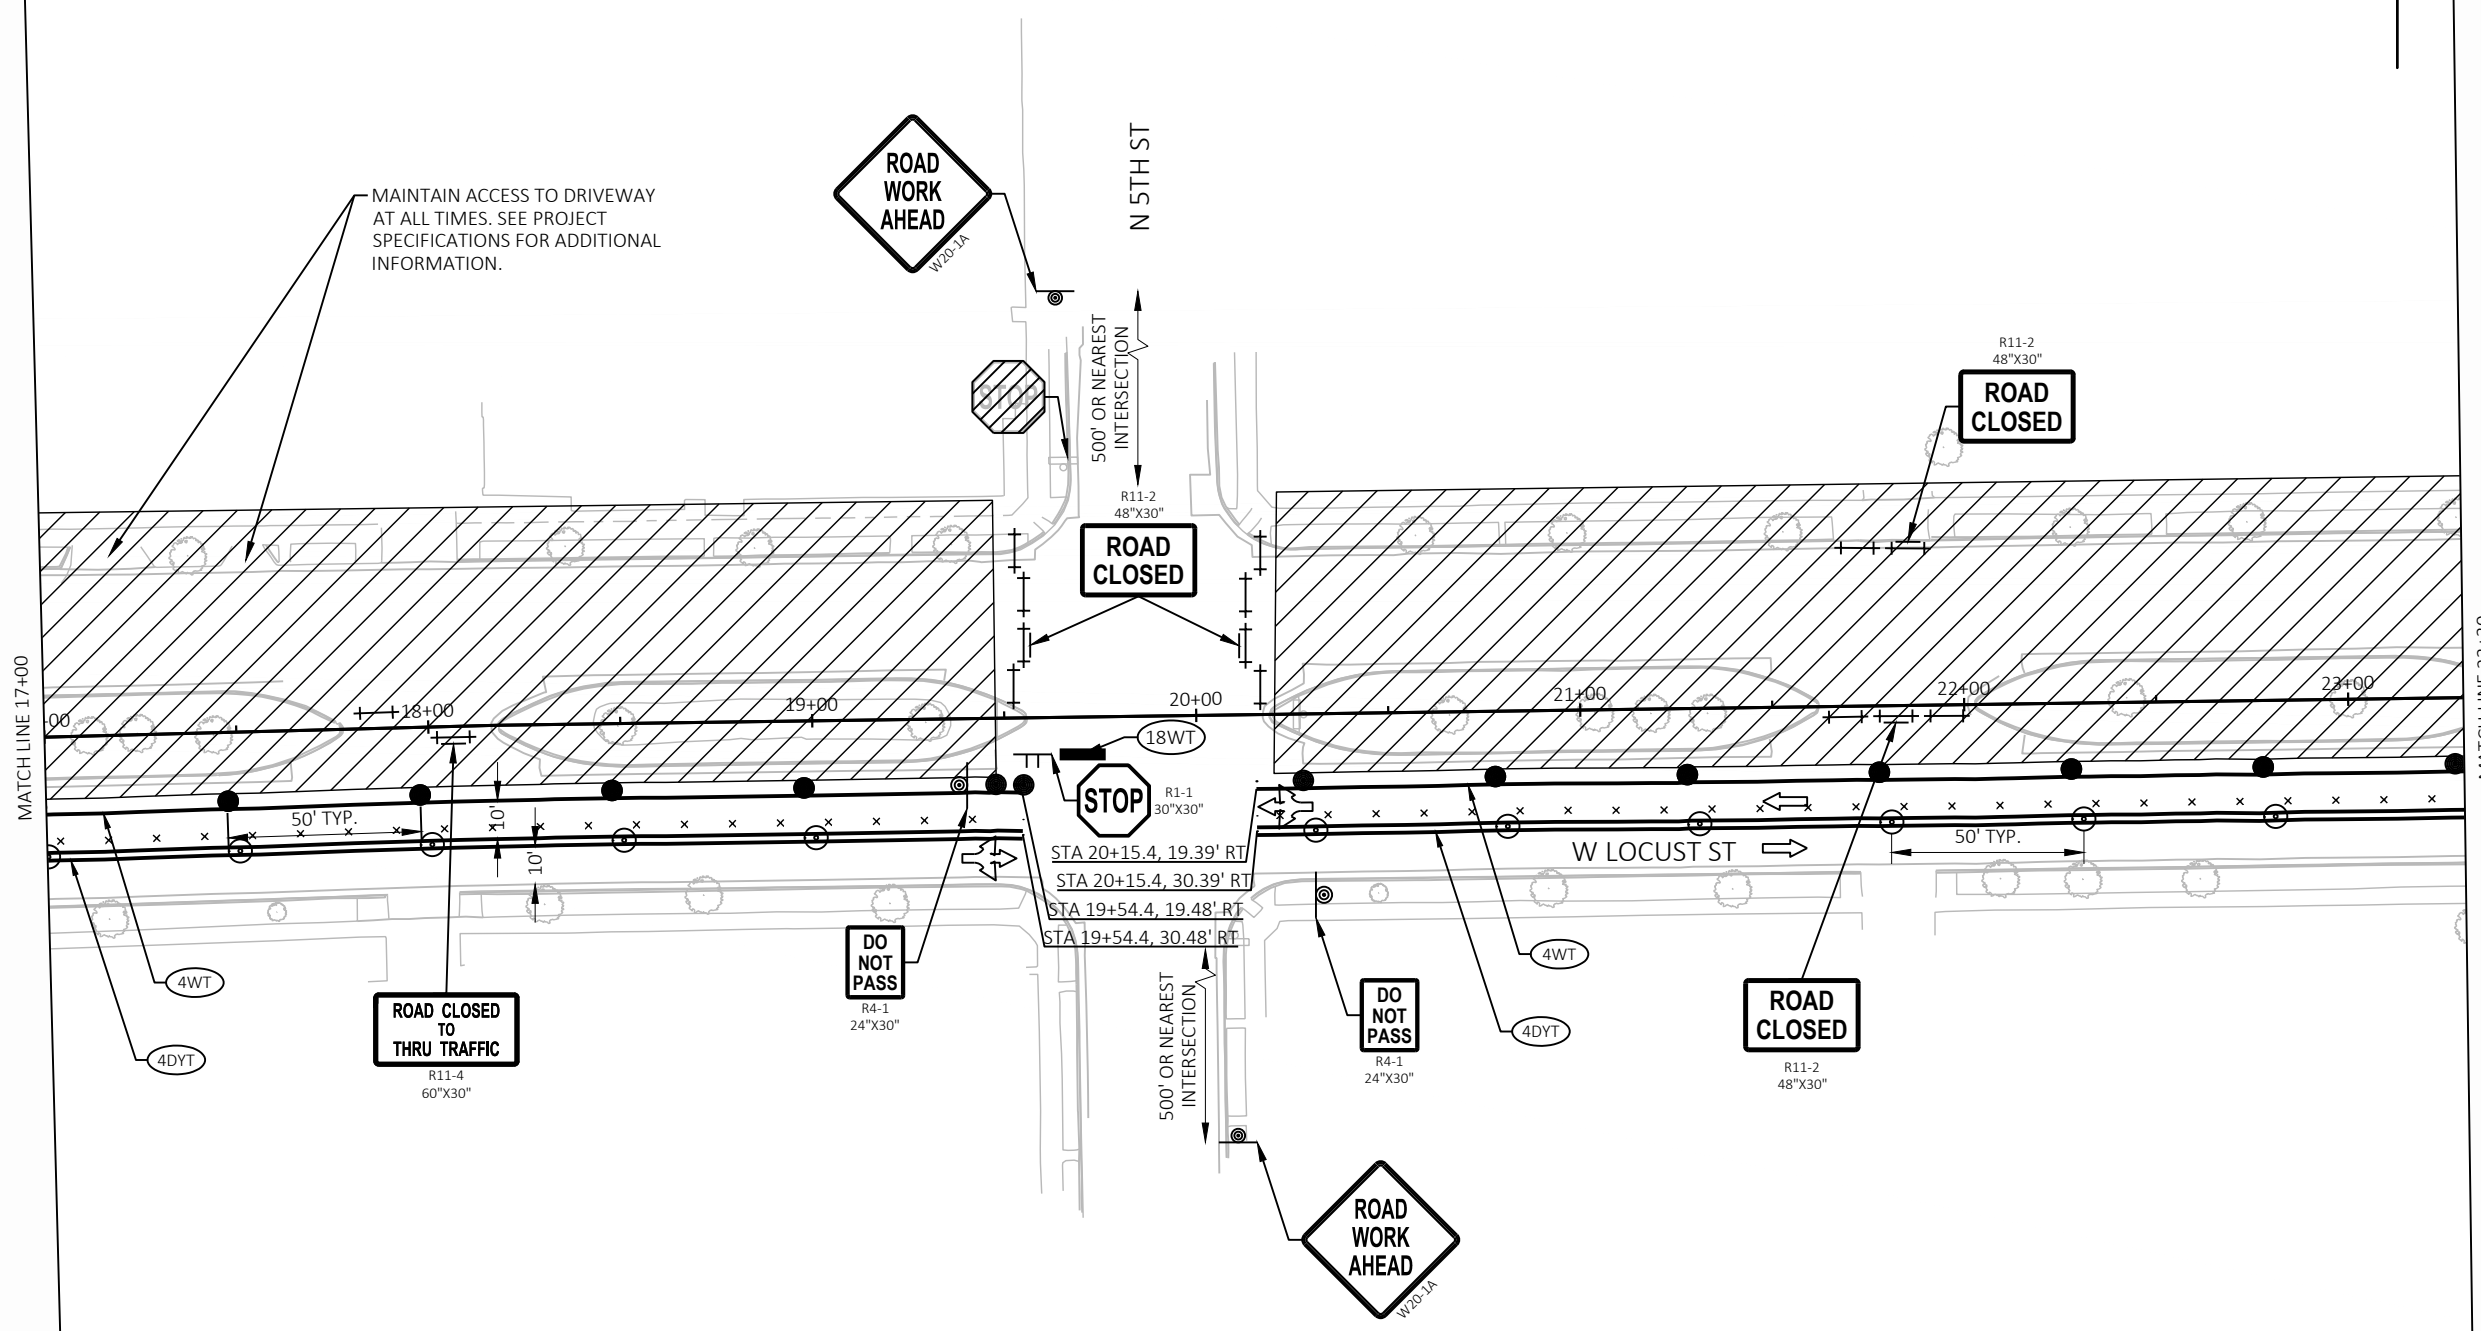 MAINTAIN ACCESS TO DRIVEWAY
AT ALL TIMES. SEE PROJECT
SPECIFICATIONS FOR ADDITIONAL
INFORMATION.
ROAD
WORK
AHEAD
W20-1A
N 5TH ST
500' OR NEAREST
INTERSECTION
STOP
R11-2
48"X30"
ROAD
CLOSED
R11-2
48"X30"
ROAD
CLOSED
MATCH LINE 17+00
-00
18+00
19+00
20+00
21+00
22+00
23+00
18WT
STOP
R1-1
30"X30"
50' TYP.
10'
10'
STA 20+15.4, 19.39' RT
STA 20+15.4, 30.39' RT
STA 19+54.4, 19.48' RT
STA 19+54.4, 30.48' RT
W LOCUST ST
50' TYP.
4WT
4DYT
ROAD CLOSED
TO
THRU TRAFFIC
R11-4
60"X30"
DO
NOT
PASS
R4-1
24"X30"
500' OR NEAREST
INTERSECTION
DO
NOT
PASS
R4-1
24"X30"
4WT
4DYT
ROAD
CLOSED
R11-2
48"X30"
ROAD
WORK
AHEAD
W20-1A